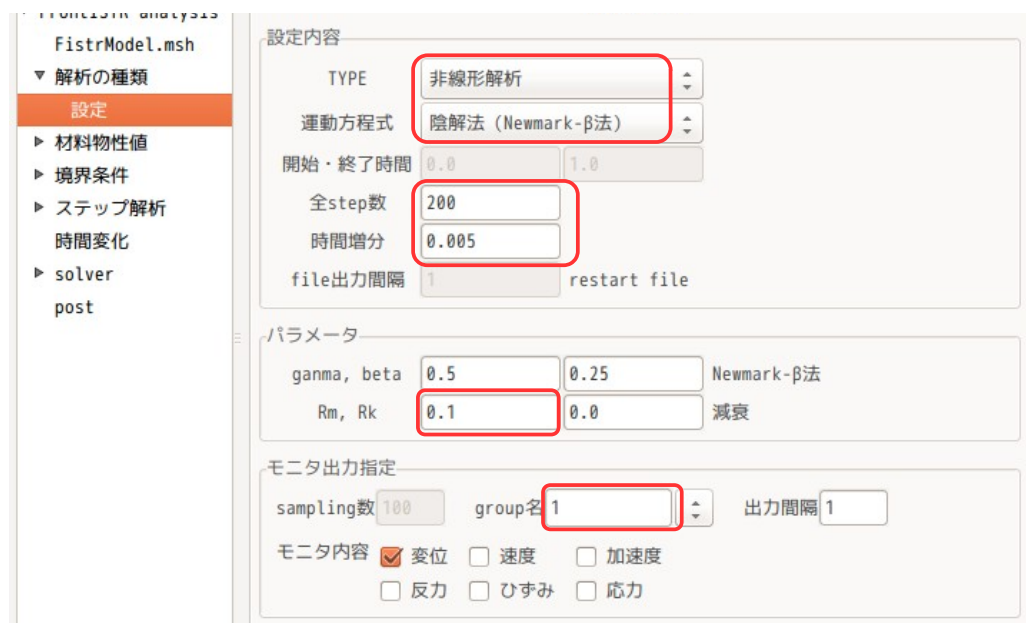 FistrModel.msh
▼ 解析の種類
設定
▶ 材料物性値
▶ 境界条件
▶ ステップ解析
時間変化
▶ solver
post
設定内容
TYPE 非線形解析
運動方程式 陰解法 (Newmark-β法)
開始・終了時間 0.0 1.0
全step数 200
時間増分 0.005
file出力間隔 1 restart file
パラメータ
ganma, beta 0.5 0.25 Newmark-β法
Rm, Rk 0.1 0.0 減衰
モニタ出力指定
sampling数 100 group名 1 出力間隔 1
モニタ内容 変位 速度 加速度
反力 ひずみ 応力